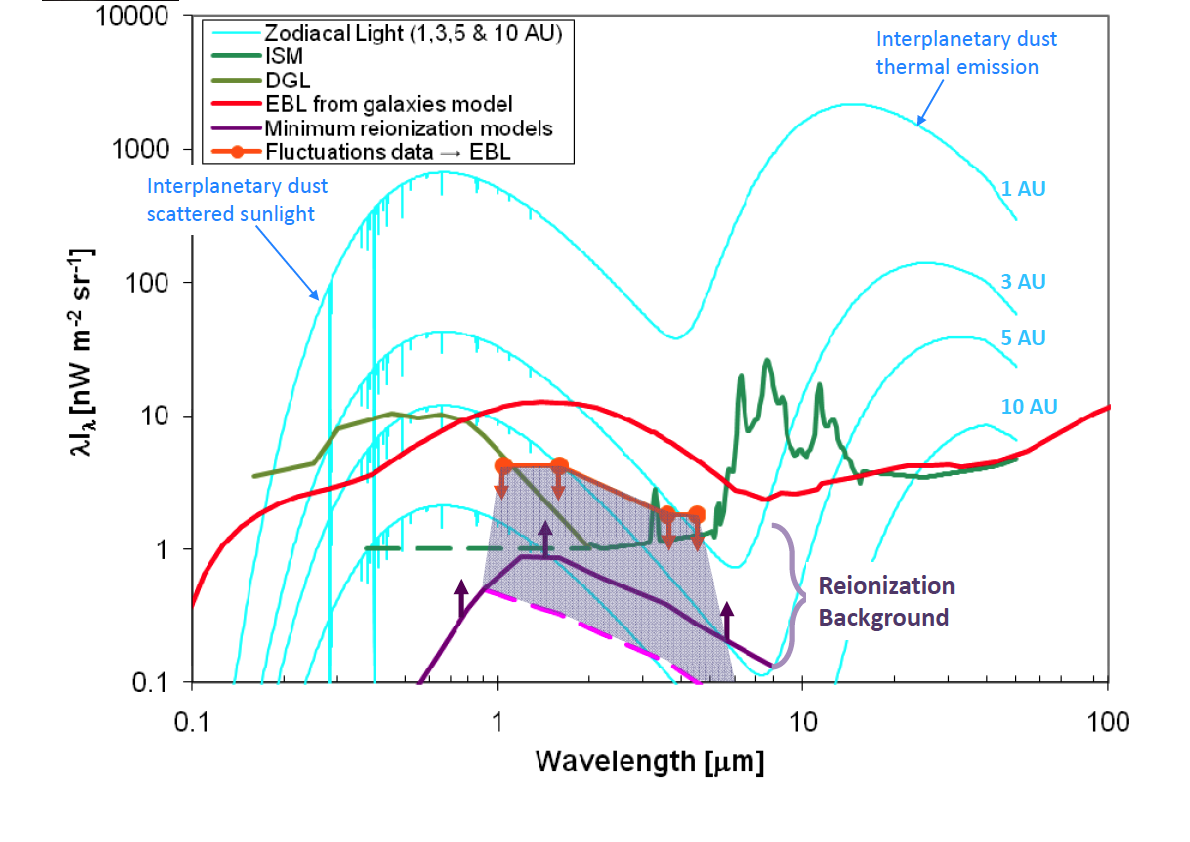 10000
1000
100
10
1
0.1
λIλ [nW m-2 sr-1]
Zodiacal Light (1,3,5 & 10 AU)
ISM
DGL
EBL from galaxies model
Minimum reionization models
Fluctuations data → EBL
Interplanetary dust
thermal emission
Interplanetary dust
scattered sunlight
1 AU
3 AU
5 AU
10 AU
Reionization
Background
0.1
1
10
100
Wavelength [μm]